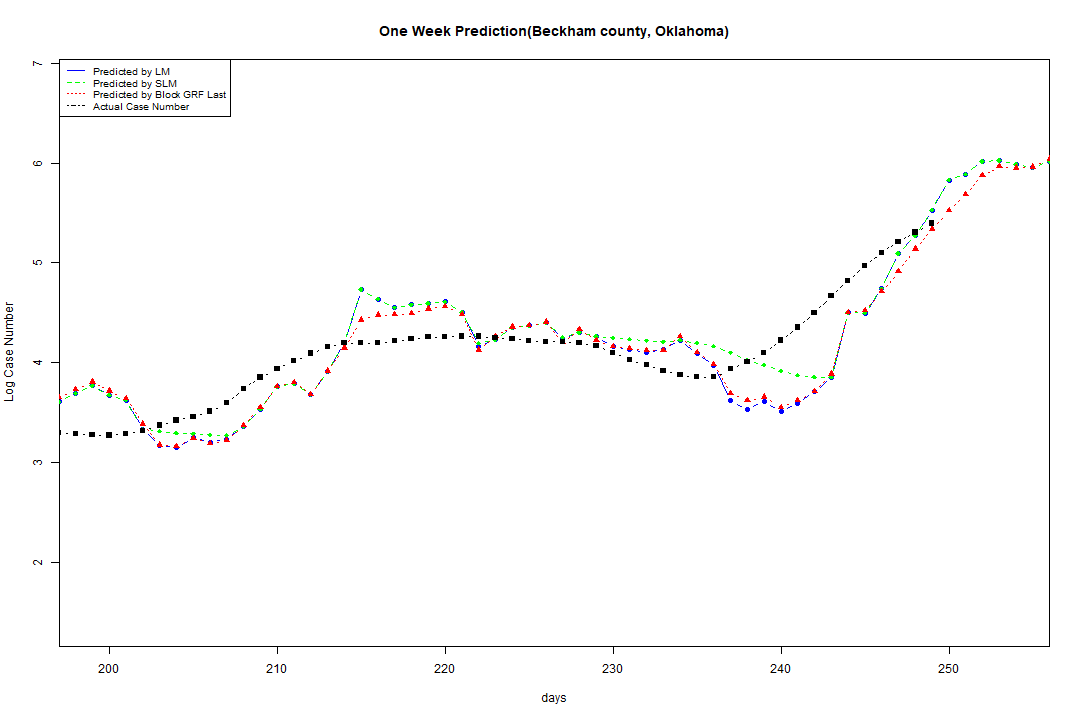 One Week Prediction(Beckham county, Oklahoma)
Predicted by LM
Predicted by SLM
Predicted by Block GRF Last
Actual Case Number
Log Case Number
7
6
5
4
3
2
200 210 220 230 240 250
days